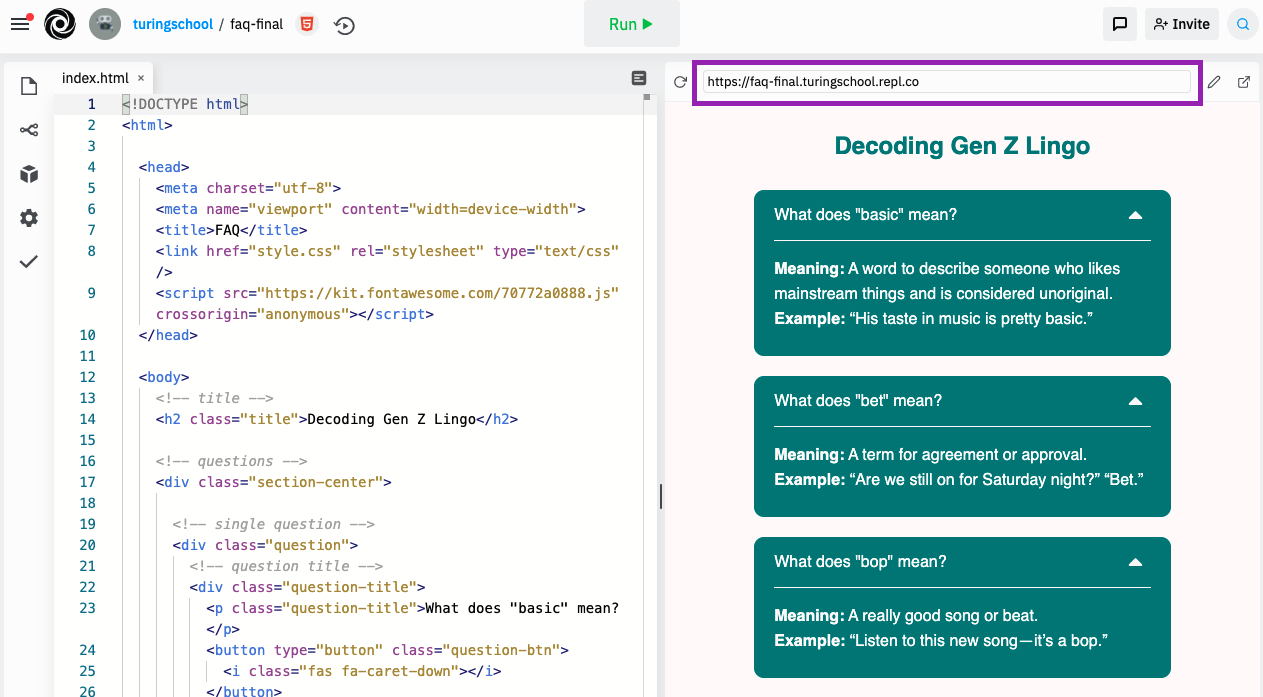 turingschool / faq-final
Run
Invite
index.html ×
https://faq-final.turingschool.repl.co
1 <!DOCTYPE html>
2 <html>
3
4 <head>
5 <meta charset="utf-8">
6 <meta name="viewport" content="width=device-width">
7 <title>FAQ</title>
8 <link href="style.css" rel="stylesheet" type="text/css"
/>
9 <script src="https://kit.fontawesome.com/70772a0888.js"
crossorigin="anonymous"></script>
10 </head>
11
12 <body>
13 <!-- title -->
14 <h2 class="title">Decoding Gen Z Lingo</h2>
15
16 <!-- questions -->
17 <div class="section-center">
18
19 <!-- single question -->
20 <div class="question">
21 <!-- question title -->
22 <div class="question-title">
23 <p class="question-title">What does "basic" mean?
</p>
24 <button type="button" class="question-btn">
25 <i class="fas fa-caret-down"></i>
26 </button>
Decoding Gen Z Lingo
What does "basic" mean?
Meaning: A word to describe someone who likes
mainstream things and is considered unoriginal.
Example: “His taste in music is pretty basic.”
What does "bet" mean?
Meaning: A term for agreement or approval.
Example: “Are we still on for Saturday night?” “Bet.”
What does "bop" mean?
Meaning: A really good song or beat.
Example: “Listen to this new song—it’s a bop.”